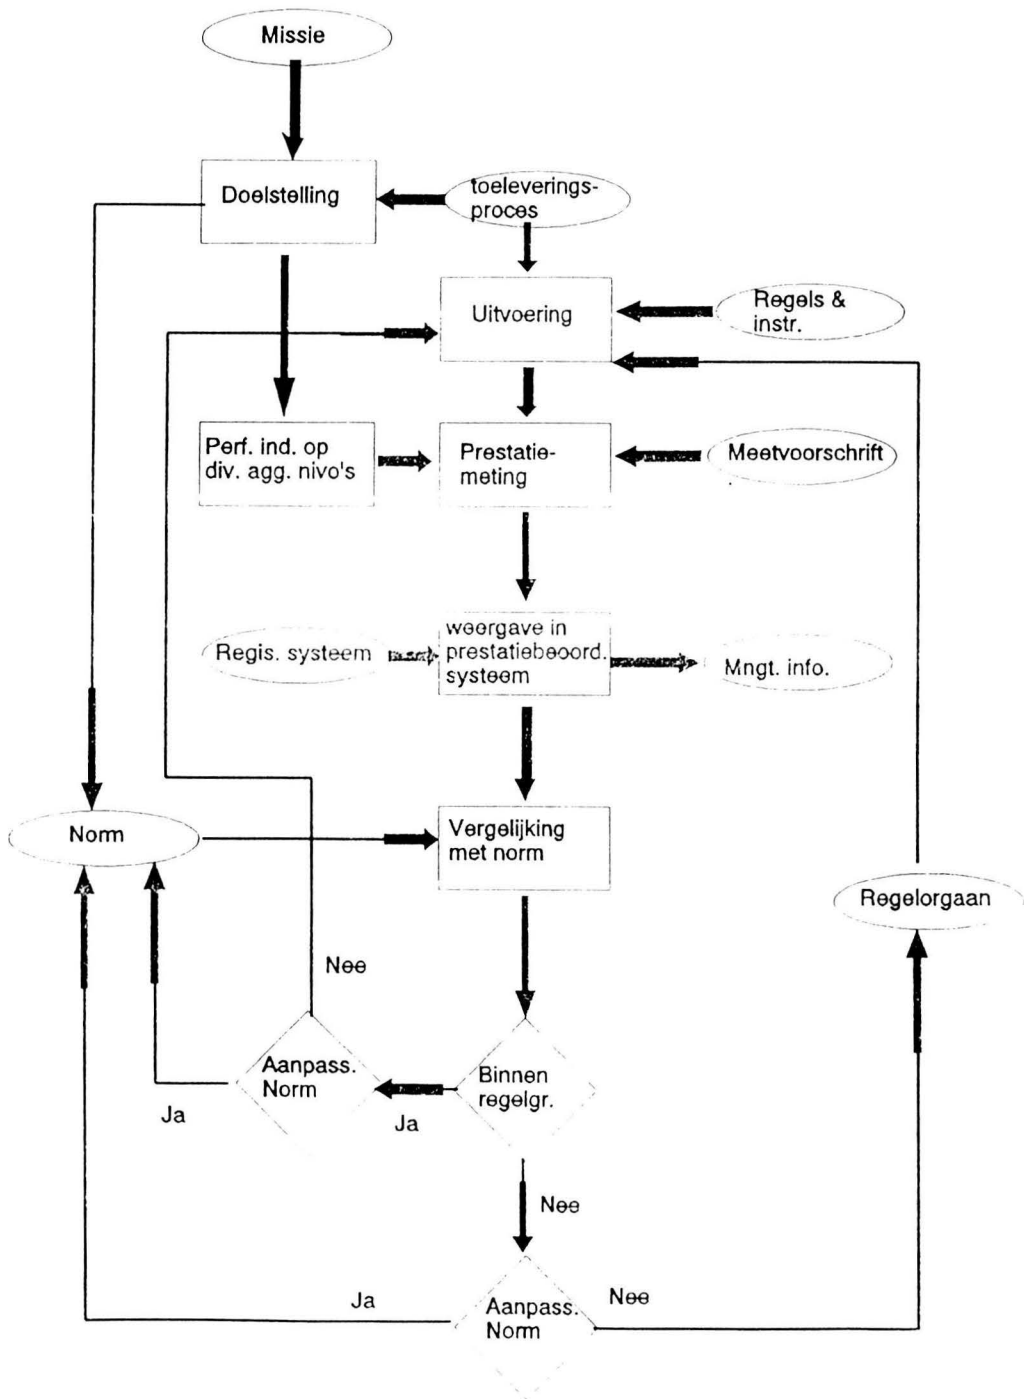 Missie
Doelstelling
toeleverings-
proces
Uitvoering
Regels &
instr.
Perf. ind. op
div. agg. nivo's
Prestatie-
meting
Meetvoorschrift
Regis. systeem
weergave in
prestatiebeoord.
systeem
Mngt. info.
Norm
Vergelijking
met norm
Regelorgaan
Nee
Aanpass.
Norm
Binnen
regelgr.
Ja
Ja
Nee
Ja
Nee
Aanpass.
Norm